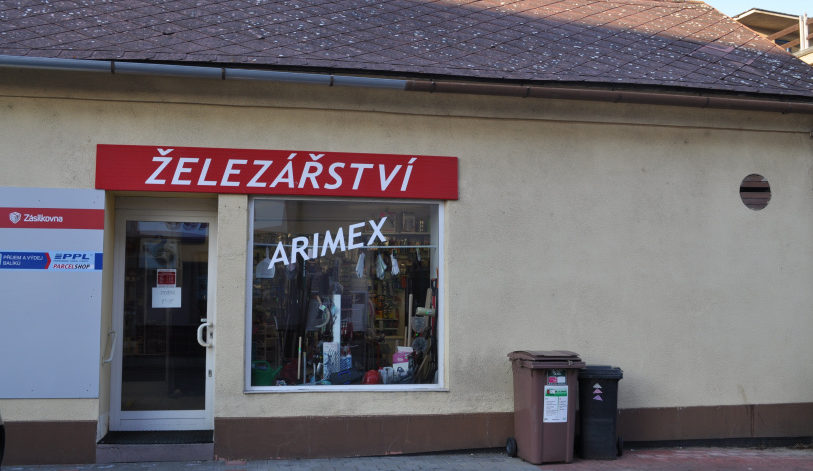 ŽELEZÁŘSTVÍ
ARIMEX
Zásilkovna
PŘÍJEM A VÝDEJ
BALÍKŮ
PPL
PARCELSHOP